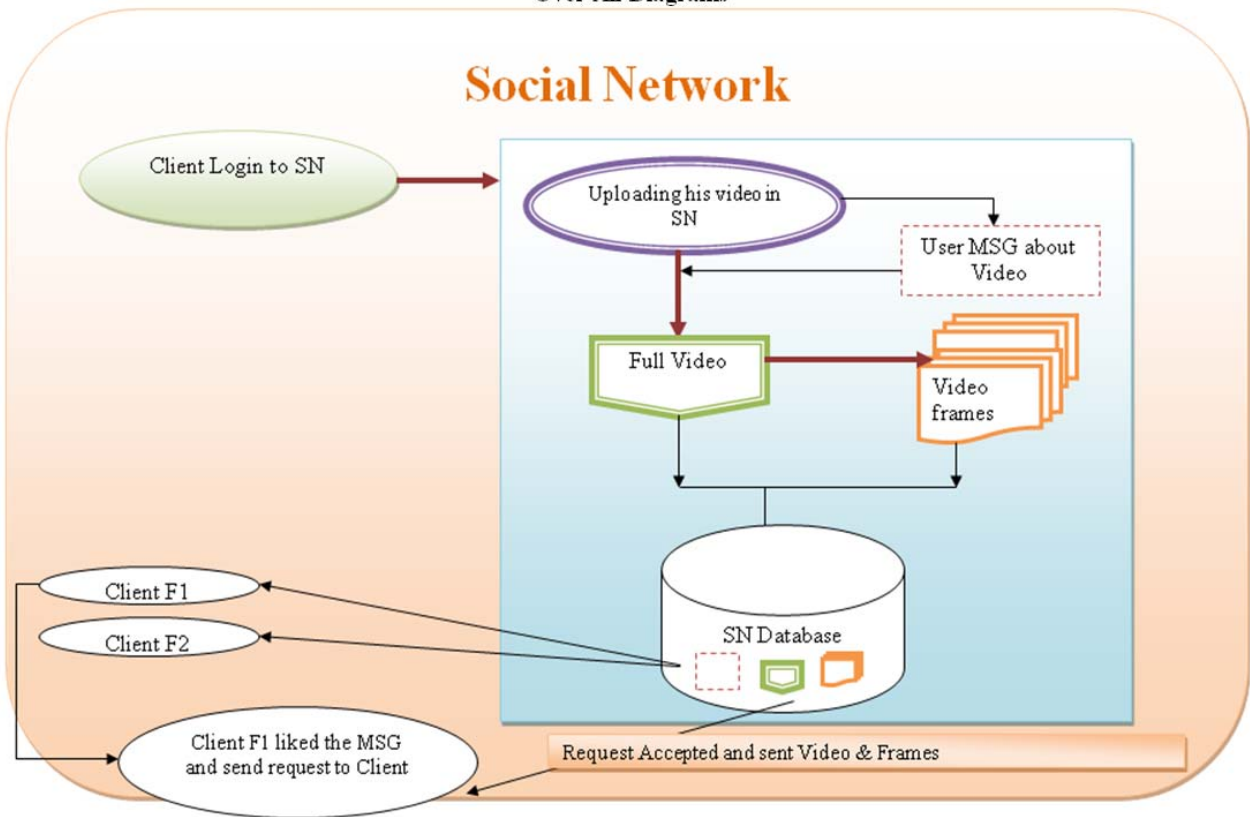 Social Network
Client Login to SN
Uploading his video in
SN
User MSG about
Video
Full Video
Video
frames
Client F1
Client F2
SN Database
Client F1 liked the MSG
and send request to Client
Request Accepted and sent Video & Frames